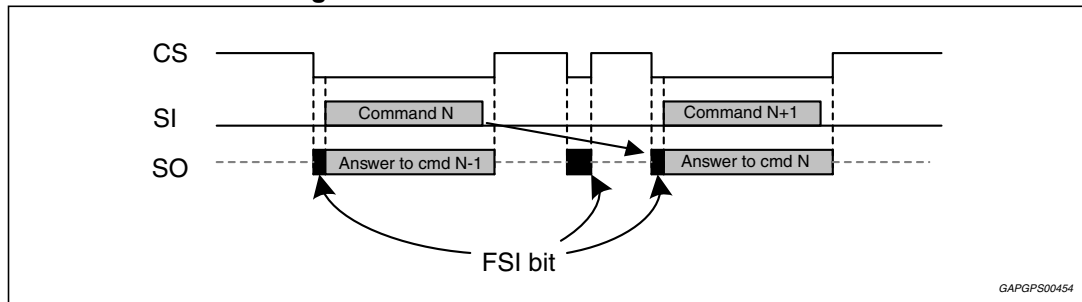 CS
SI
Command N
Command N+1
SO
Answer to cmd N-1
Answer to cmd N
FSI bit
GAPGPS00454